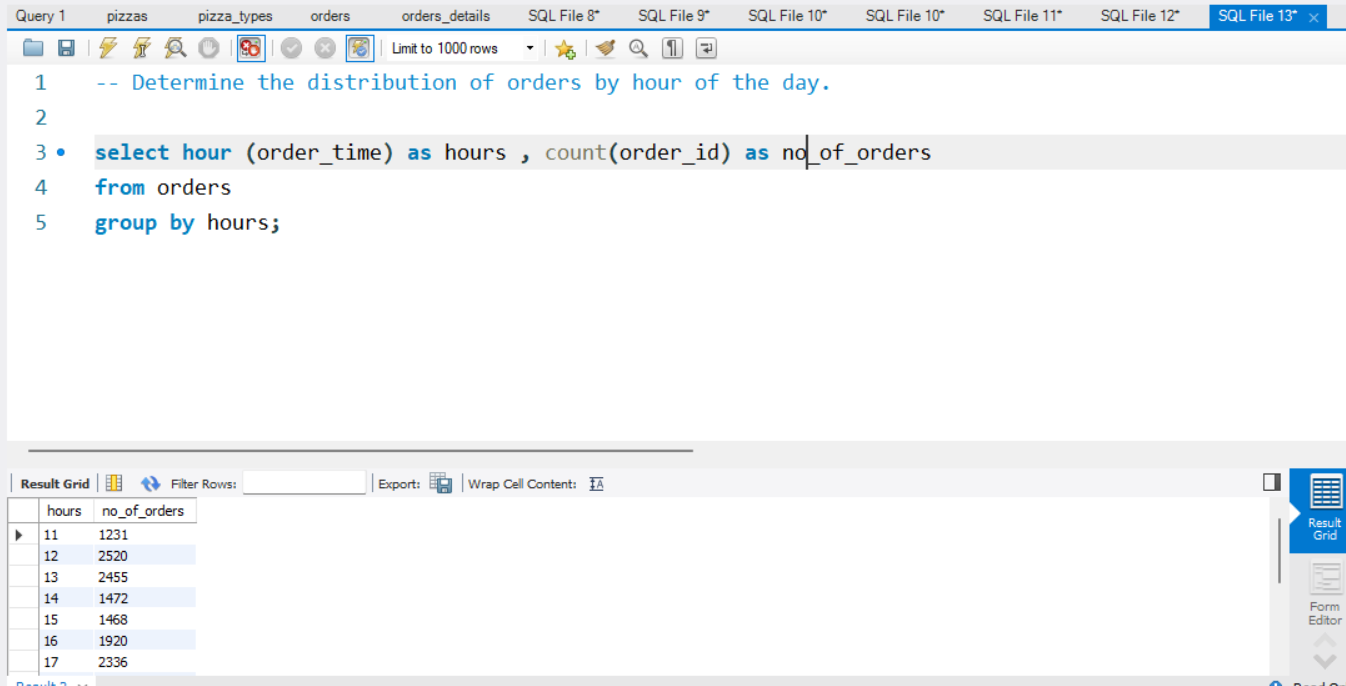 Query 1 pizzas pizza_types orders orders_details SQL File 8* SQL File 9* SQL File 10* SQL File 10* SQL File 11* SQL File 12* SQL File 13*
Limit to 1000 rows
1 -- Determine the distribution of orders by hour of the day.
2
3 select hour (order_time) as hours , count(order_id) as no_of_orders
4 from orders
5 group by hours;
Result Grid Filter Rows: Export: Wrap Cell Content:
hours no_of_orders
11 1231
12 2520
13 2455
14 1472
15 1468
16 1920
17 2336
Result
Grid
Form
Editor